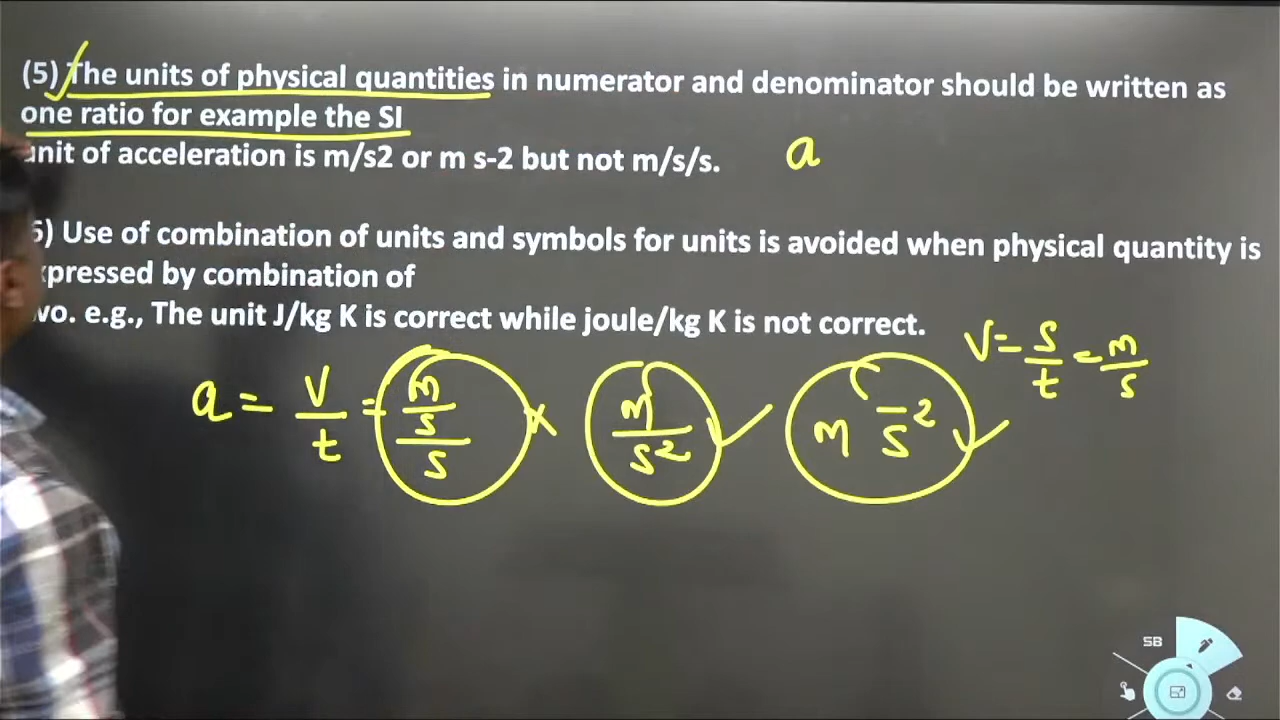 (5) The units of physical quantities in numerator and denominator should be written as
one ratio for example the SI
unit of acceleration is m/s2 or m s-2 but not m/s/s.
a
6) Use of combination of units and symbols for units is avoided when physical quantity is
xpressed by combination of
wo. e.g., The unit J/kg K is correct while joule/kg K is not correct.
V = s/t = m/s
a = V/t = m/s/s × m/s² ✓ m s⁻² ✓
SB